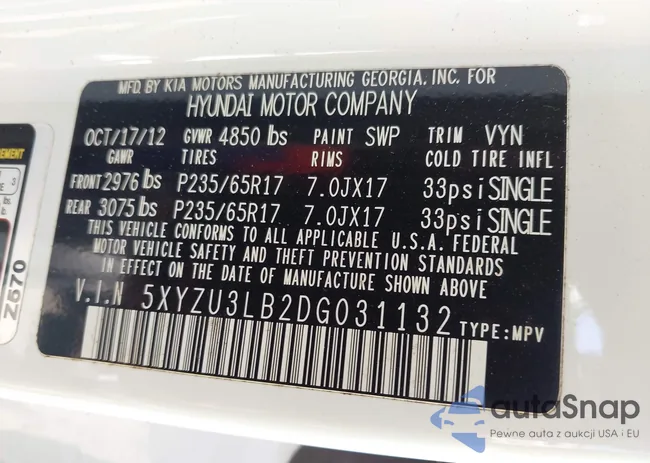 MFD. BY KIA MOTORS MANUFACTURING GEORGIA, INC. FOR
HYUNDAI MOTOR COMPANY
OCT/17/12 GVWR 4850 lbs PAINT SWP TRIM VYN
GAWR TIRES RIMS COLD TIRE INFL
FRONT 2976 lbs P235/65R17 7.0JX17 33psi SINGLE
REAR 3075 lbs P235/65R17 7.0JX17 33psi SINGLE
THIS VEHICLE CONFORMS TO ALL APPLICABLE U.S.A. FEDERAL
MOTOR VEHICLE SAFETY AND THEFT PREVENTION STANDARDS
IN EFFECT ON THE DATE OF MANUFACTURE SHOWN ABOVE
V.I.N 5XYZU3LB2DG031132 TYPE:MPV
Z670
autaSnap
Pewne auta z aukcji USA i EU